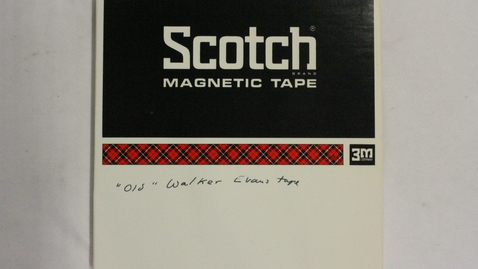 Scotch®
BRAND
MAGNETIC TAPE
3M
"Old" Walker Evans tape